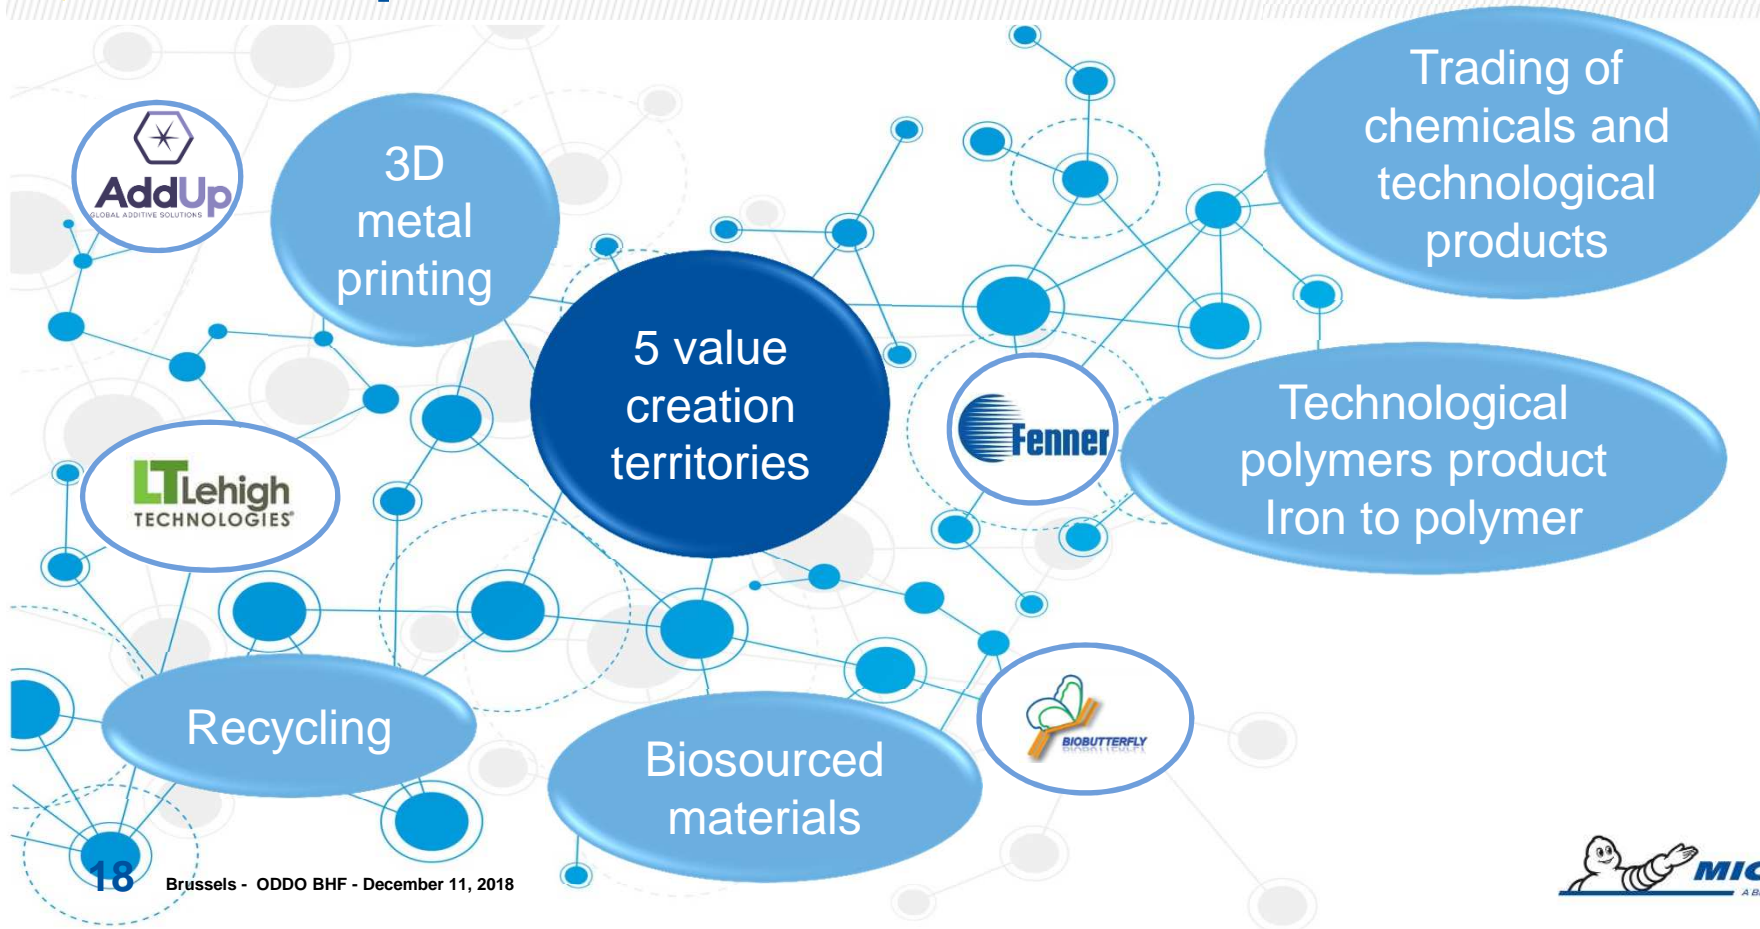 AddUp
GLOBAL ADDITIVE SOLUTIONS
3D
metal
printing
Trading of
chemicals and
technological
products
5 value
creation
territories
Fenner
Technological
polymers product
Iron to polymer
LTLehigh
TECHNOLOGIES
Recycling
Biosourced
materials
BIOBUTTERFLY
18
Brussels - ODDO BHF - December 11, 2018